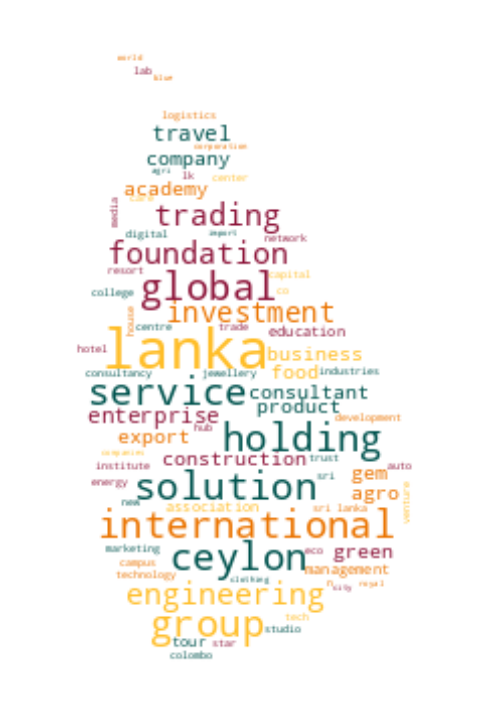 world
lab
blue
logistics
travel
corporation
company
agri
lk center
academy
care
media trading
digital import network
foundation
resort capital
global co
college
house investment
centre trade education
lanka
hotel business
consultancy jewellery food industries
service consultant
enterprise product
hub development
export holding
companies
construction trust
institute auto
energy sri gem
solution agro
new association sri lanka venture
international
marketing eco green
ceylon
campus management
technology clothing
city royal
engineering
group tech
studio
tour star
colombo